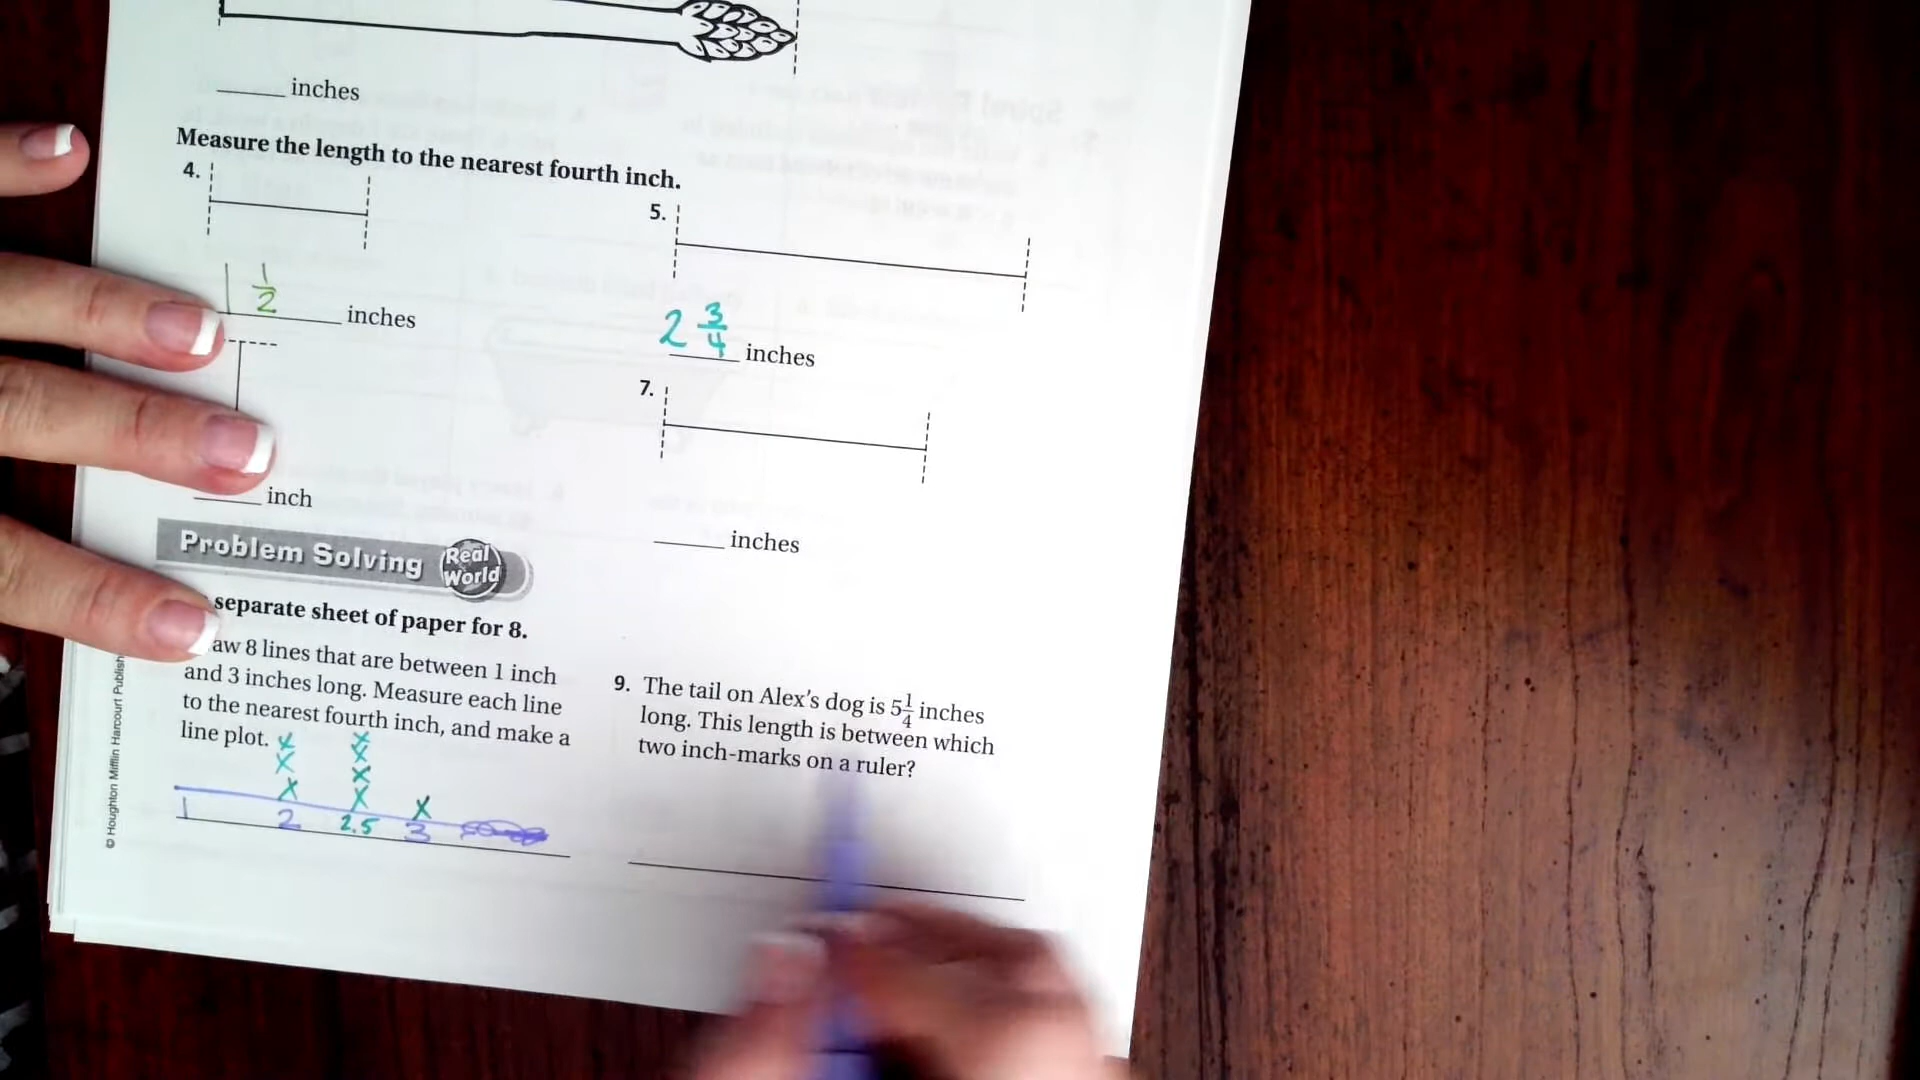 inches
Measure the length to the nearest fourth inch.
4.
1 1/2 inches
5.
2 3/4 inches
inch
7.
inches
Problem Solving Real World
separate sheet of paper for 8.
aw 8 lines that are between 1 inch
and 3 inches long. Measure each line
to the nearest fourth inch, and make a
line plot.
x x
x x
x x
x x x
1 2 2.5 3
9. The tail on Alex's dog is 5 1/4 inches
long. This length is between which
two inch-marks on a ruler?
© Houghton Mifflin Harcourt Publish